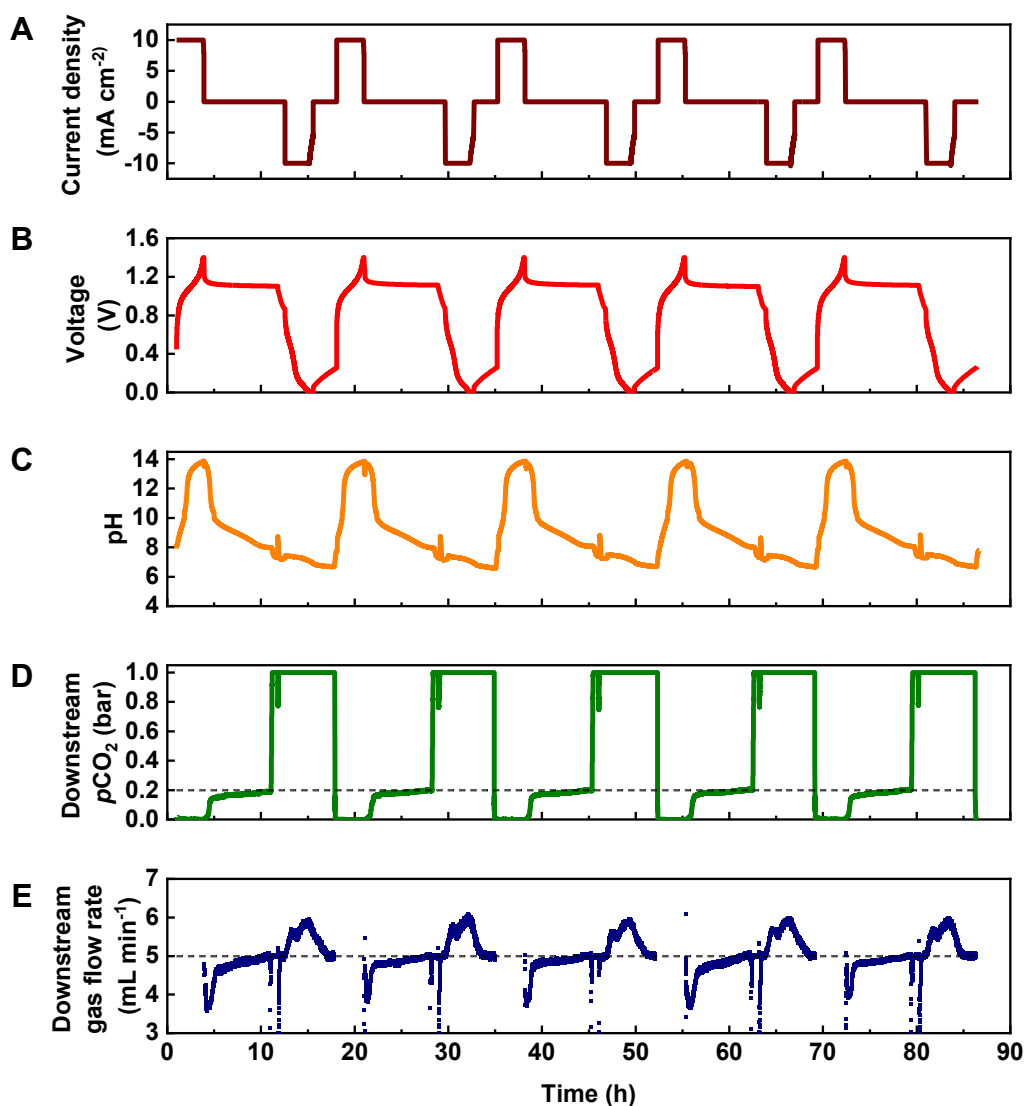 A
Current density
(mA cm⁻²)
10
5
0
-5
-10
B
Voltage
(V)
1.6
1.2
0.8
0.4
0.0
C
pH
14
12
10
8
6
4
D
Downstream
pCO₂ (bar)
1.0
0.8
0.6
0.4
0.2
0.0
E
Downstream
gas flow rate
(mL min⁻¹)
7
6
5
4
3
0 10 20 30 40 50 60 70 80 90
Time (h)